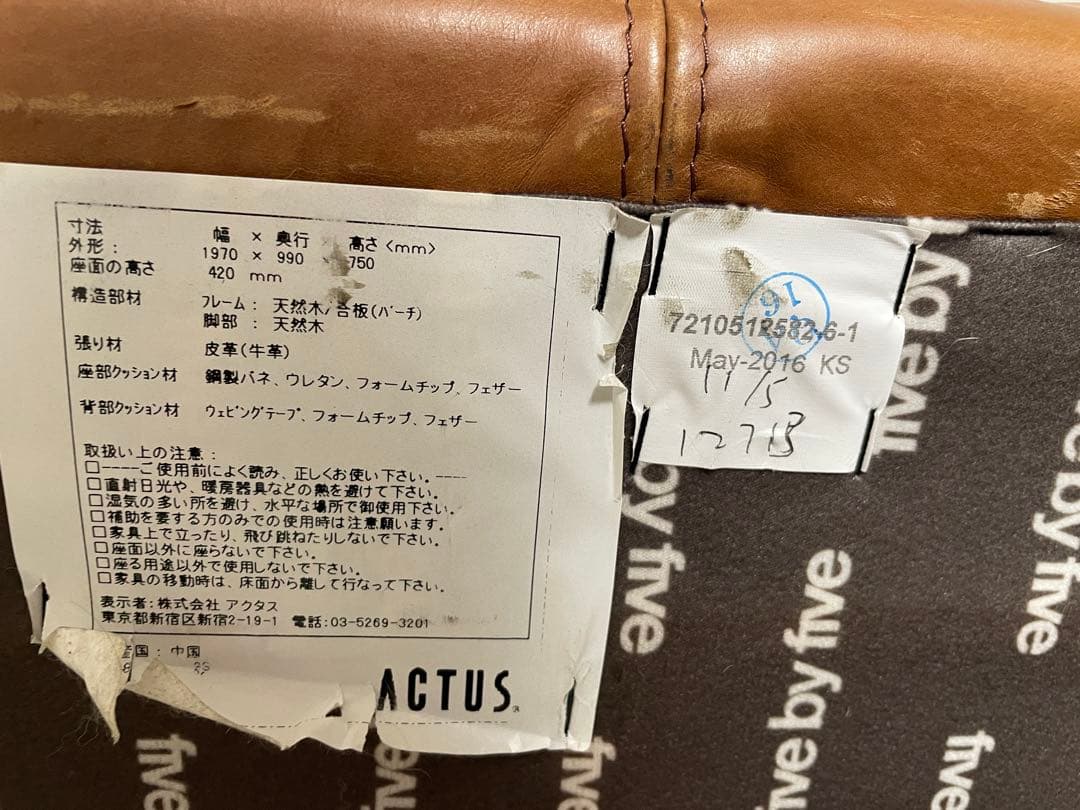 寸法 幅 × 奥行 × 高さ <mm>
外形: 1970 × 990 750
座面の高さ 420 mm
構造部材 フレーム: 天然木/合板(バーチ)
脚部: 天然木
張り材 皮革(牛革)
座部クッション材 鋼製バネ、ウレタン、フォームチップ、フェザー
背部クッション材 ウェビングテープ、フォームチップ、フェザー
取扱い上の注意:
□----ご使用前によく読み、正しくお使い下さい。----
□直射日光や、暖房器具などの熱を避けて下さい。
□湿気の多い所を避け、水平な場所で御使用下さい。
□補助を要する方のみでの使用時は注意願います。
□家具上で立ったり、飛び跳ねたりしないで下さい。
□座面以外に座らないで下さい。
□座る用途以外で使用しないで下さい。
□家具の移動時は、床面から離して行なって下さい。
表示者:株式会社 アクタス
東京都新宿区新宿2-19-1 電話:03-5269-3201
国: 中国
ACTUS
7210512582-6-1
May-2016 KS
11/5
16
five by five
five by five
five by five
five
five
five
five